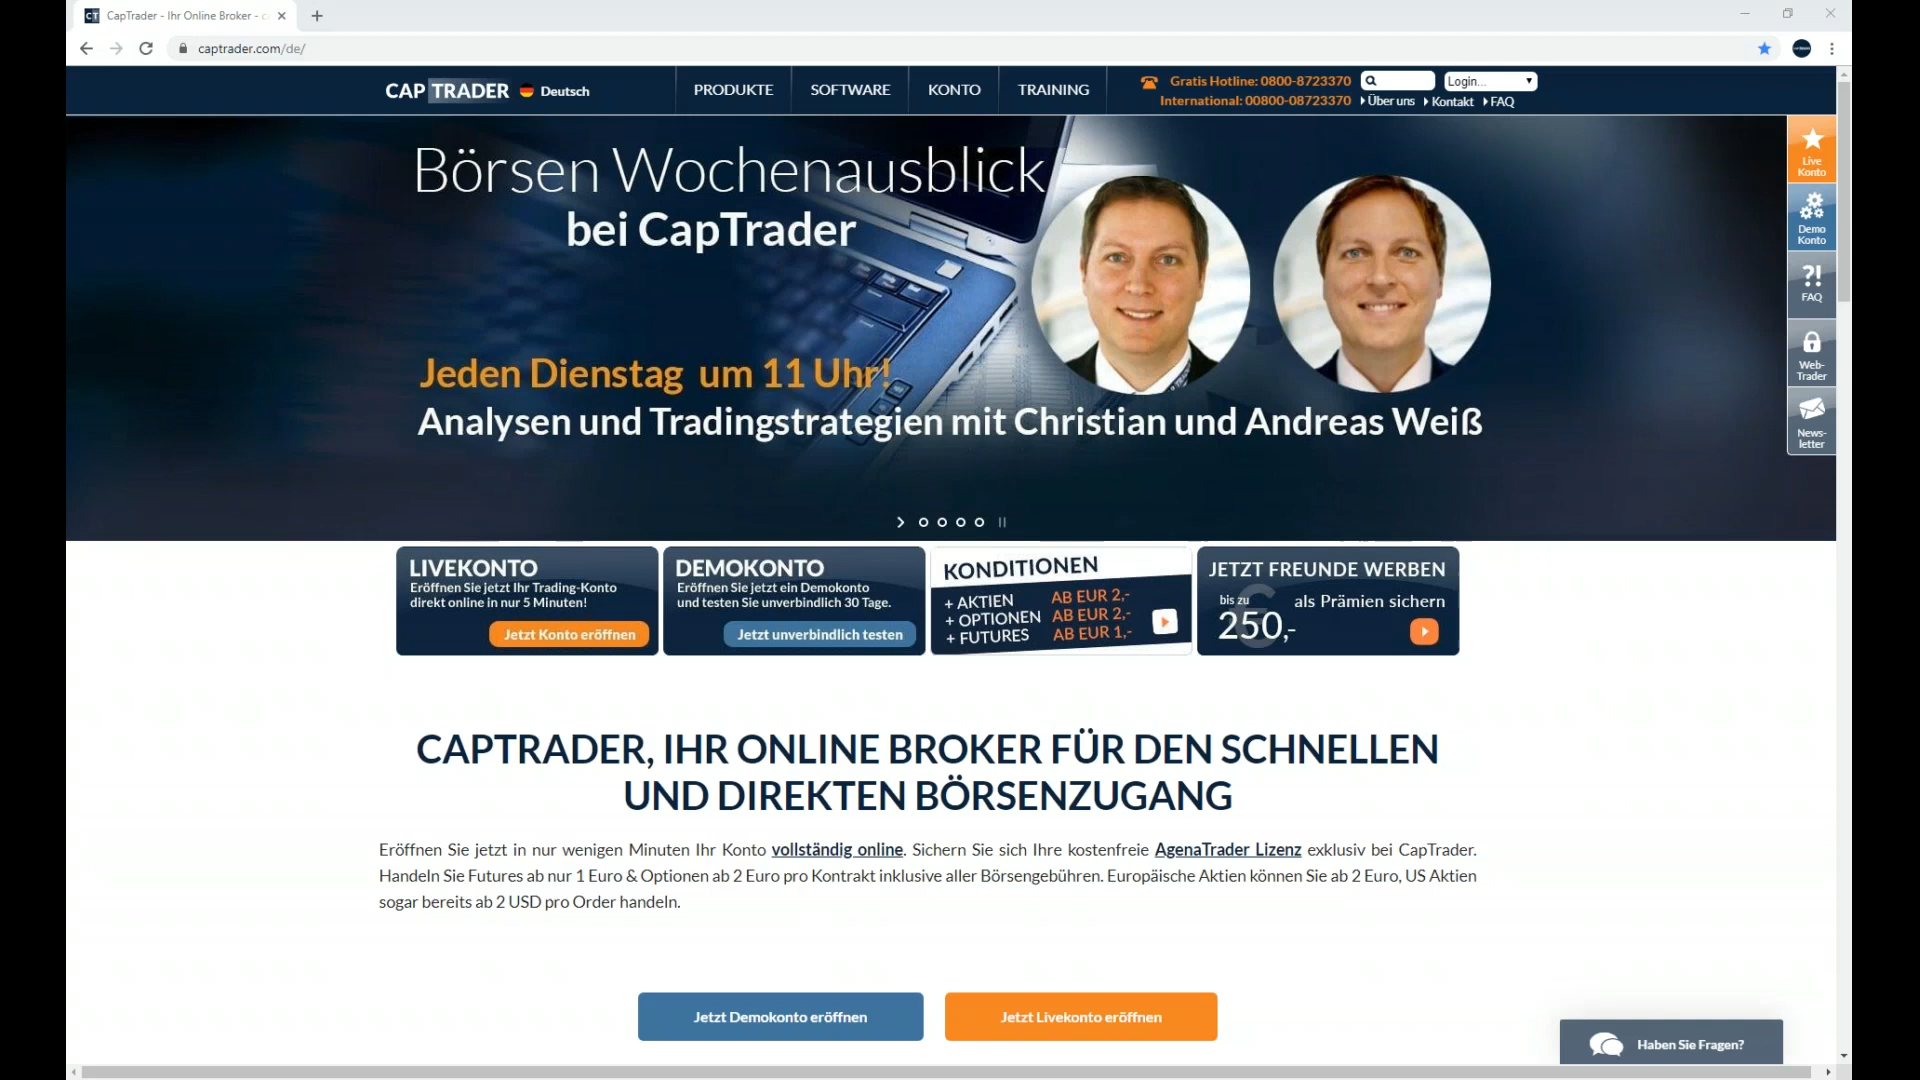 CapTrader - Ihr Online Broker -
captrader.com/de/
CAP TRADER Deutsch
PRODUKTE
SOFTWARE
KONTO
TRAINING
Gratis Hotline: 0800-8723370
International: 00800-08723370
Login...
Über uns Kontakt FAQ
Börsen Wochenausblick
bei CapTrader
Jeden Dienstag um 11 Uhr!
Analysen und Tradingstrategien mit Christian und Andreas Weiß
Live
Konto
Demo
Konto
?!
FAQ
Web-
Trader
News-
letter
LIVEKONTO
Eröffnen Sie jetzt Ihr Trading-Konto
direkt online in nur 5 Minuten!
Jetzt Konto eröffnen
DEMOKONTO
Eröffnen Sie jetzt ein Demokonto
und testen Sie unverbindlich 30 Tage.
Jetzt unverbindlich testen
KONDITIONEN
+ AKTIEN AB EUR 2,-
+ OPTIONEN AB EUR 2,-
+ FUTURES AB EUR 1,-
JETZT FREUNDE WERBEN
bis zu als Prämien sichern
€
250,-
CAPTRADER, IHR ONLINE BROKER FÜR DEN SCHNELLEN
UND DIREKTEN BÖRSENZUGANG
Eröffnen Sie jetzt in nur wenigen Minuten Ihr Konto vollständig online. Sichern Sie sich Ihre kostenfreie AgenaTrader Lizenz exklusiv bei CapTrader.
Handeln Sie Futures ab nur 1 Euro & Optionen ab 2 Euro pro Kontrakt inklusive aller Börsengebühren. Europäische Aktien können Sie ab 2 Euro, US Aktien
sogar bereits ab 2 USD pro Order handeln.
Jetzt Demokonto eröffnen
Jetzt Livekonto eröffnen
Haben Sie Fragen?